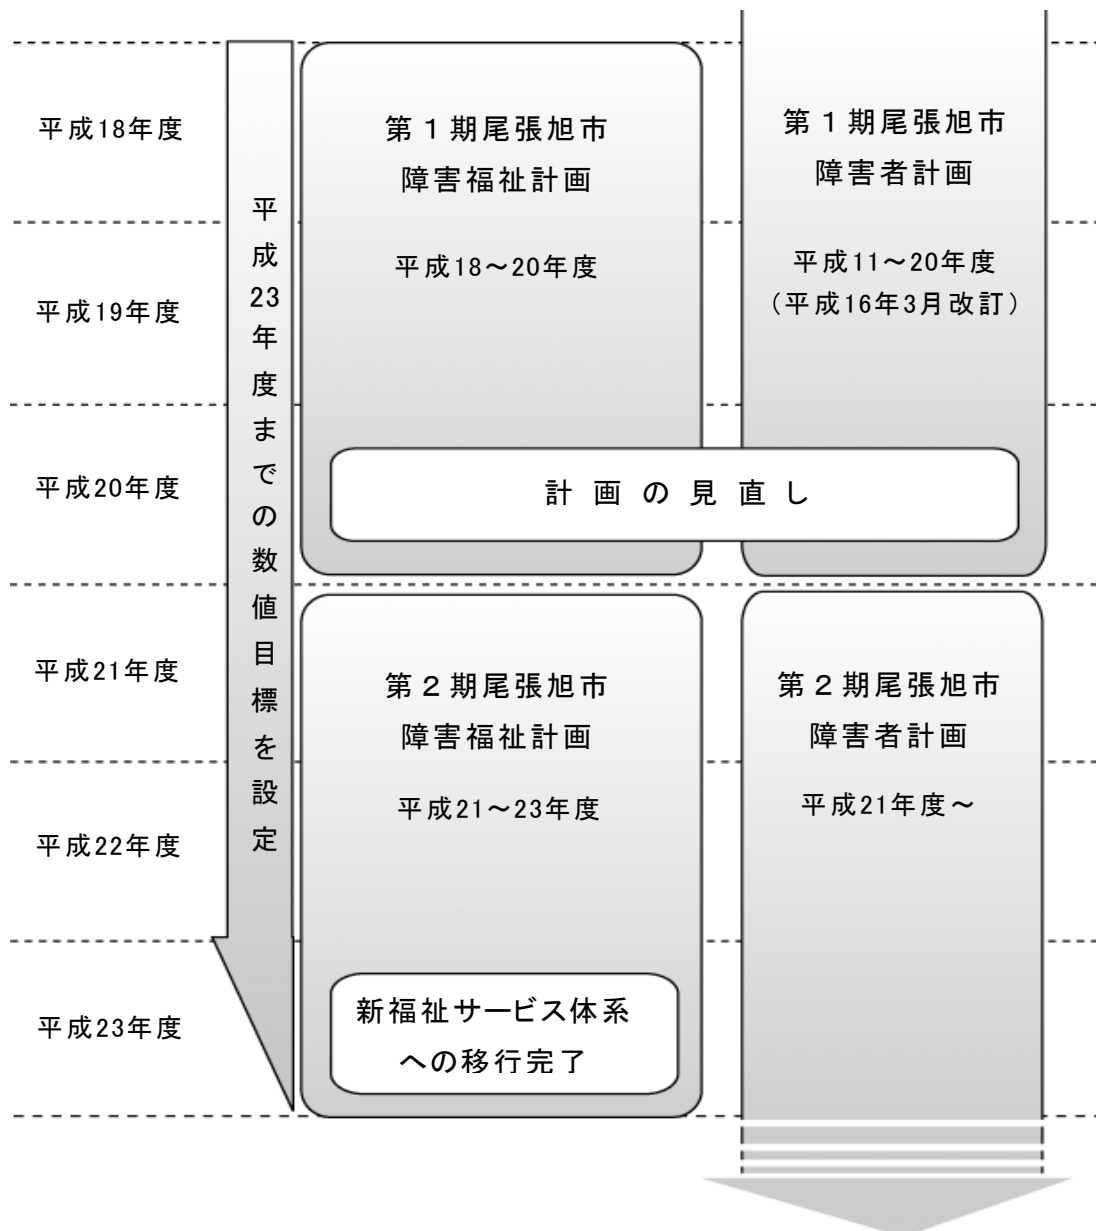 平成18年度
平成19年度
平成20年度
平成21年度
平成22年度
平成23年度
平成23年度までの数値目標を設定
第１期尾張旭市
障害福祉計画
平成18～20年度
第１期尾張旭市
障害者計画
平成11～20年度
（平成16年3月改訂）
計画の見直し
第２期尾張旭市
障害福祉計画
平成21～23年度
新福祉サービス体系
への移行完了
第２期尾張旭市
障害者計画
平成21年度～